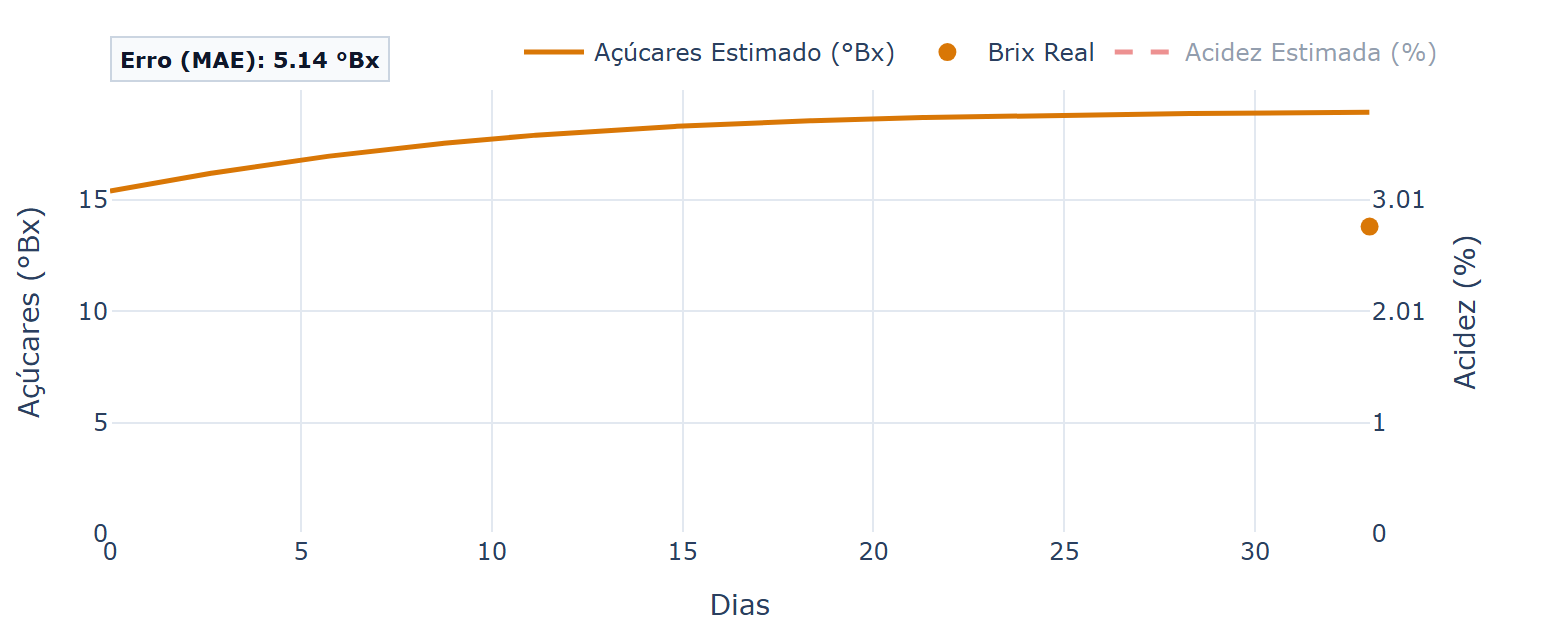 Erro (MAE): 5.14 ºBx
Açúcares Estimado (°Bx)
Brix Real
Acidez Estimada (%)
Açúcares (°Bx)
15
10
5
0
3.01
2.01
1
0
Acidez (%)
0 5 10 15 20 25 30
Dias